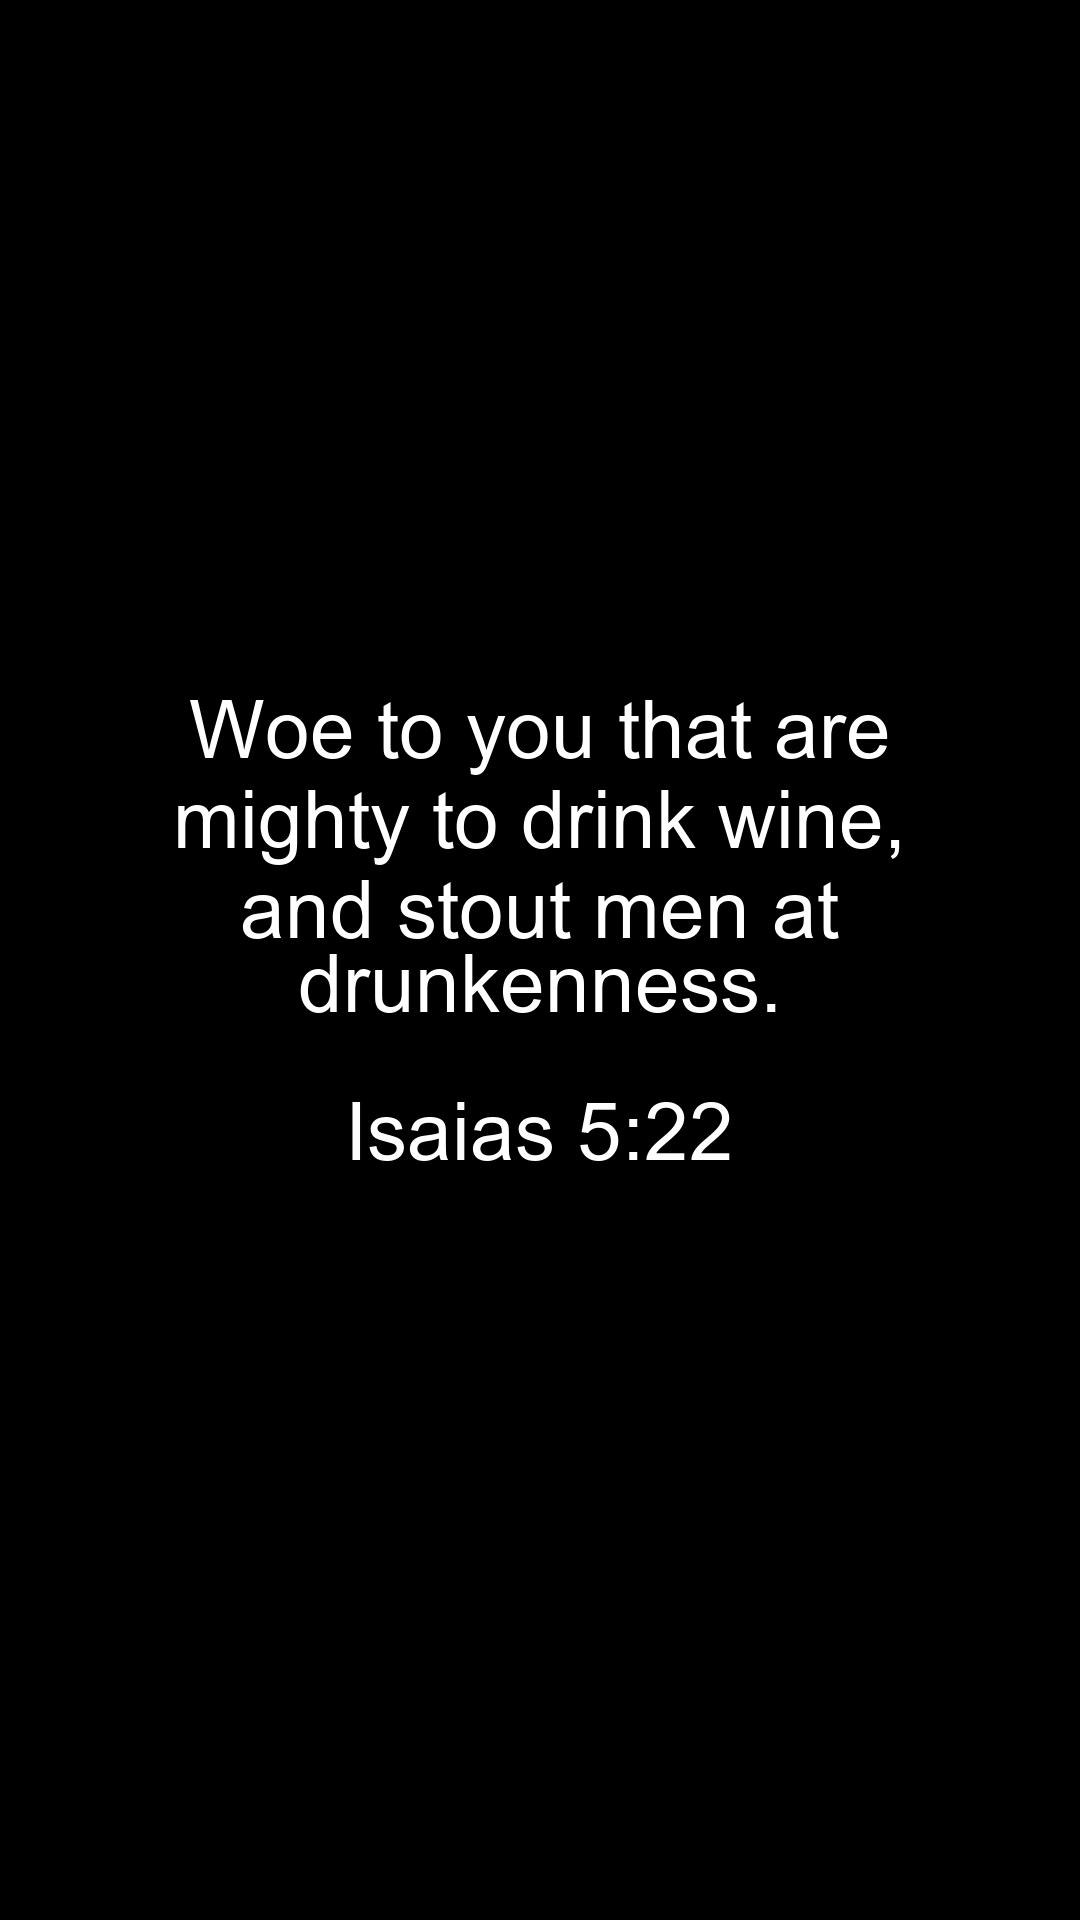 Woe to you that are
mighty to drink wine,
and stout men at
drunkenness.
Isaias 5:22